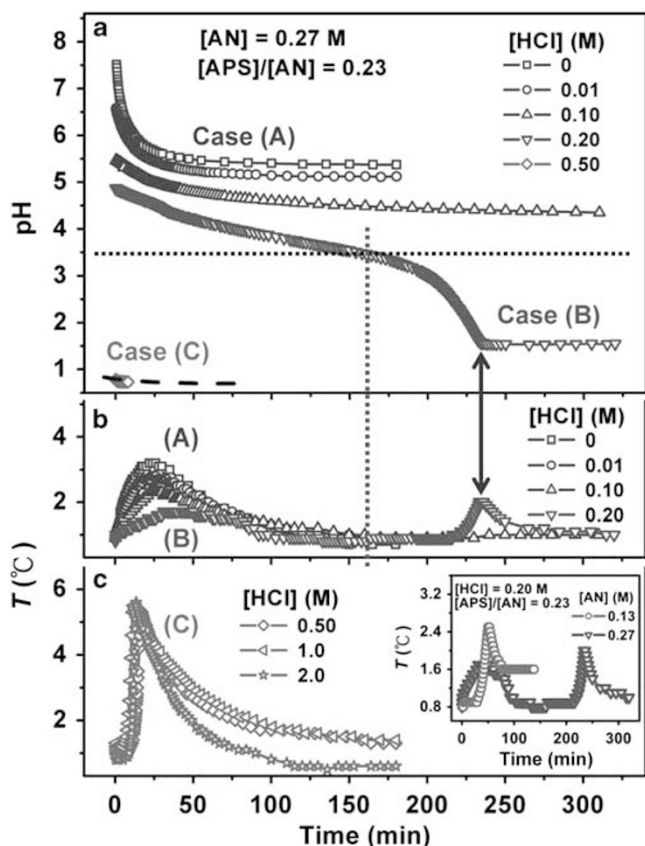 a
[AN] = 0.27 M
[APS]/[AN] = 0.23
[HCl] (M)
0
0.01
0.10
0.20
0.50
8
7
6
5
4
3
2
1
pH
Case (A)
Case (B)
Case (C)
b
(A)
(B)
[HCl] (M)
0
0.01
0.10
0.20
4
2
c
(C)
[HCl] (M)
0.50
1.0
2.0
6
4
2
T (℃)
[HCl] = 0.20 M
[APS]/[AN] = 0.23
[AN] (M)
0.13
0.27
3.2
2.4
1.6
0.8
T (℃)
0 100 200 300
Time (min)
0 50 100 150 200 250 300
Time (min)